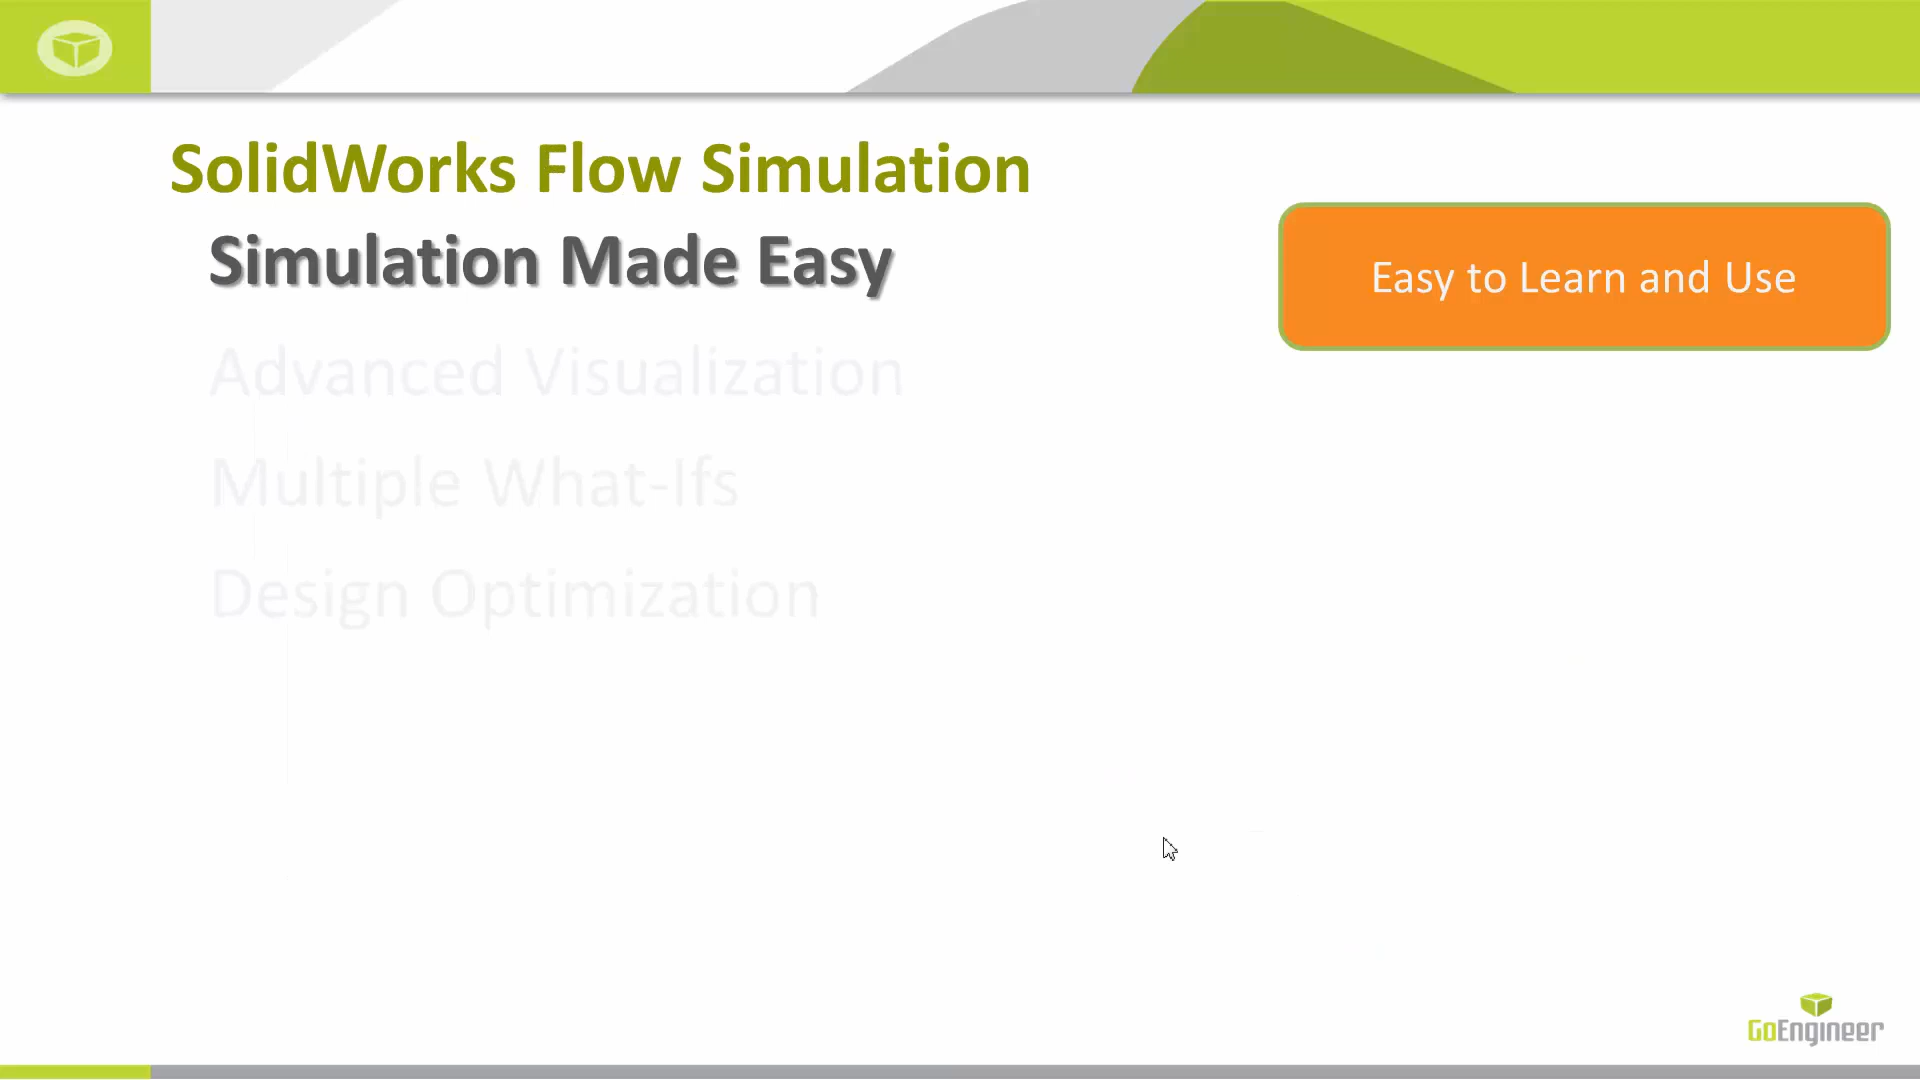 SolidWorks Flow Simulation
Simulation Made Easy
Easy to Learn and Use
Advanced Visualization
Multiple What-Ifs
Design Optimization
GoEngineer